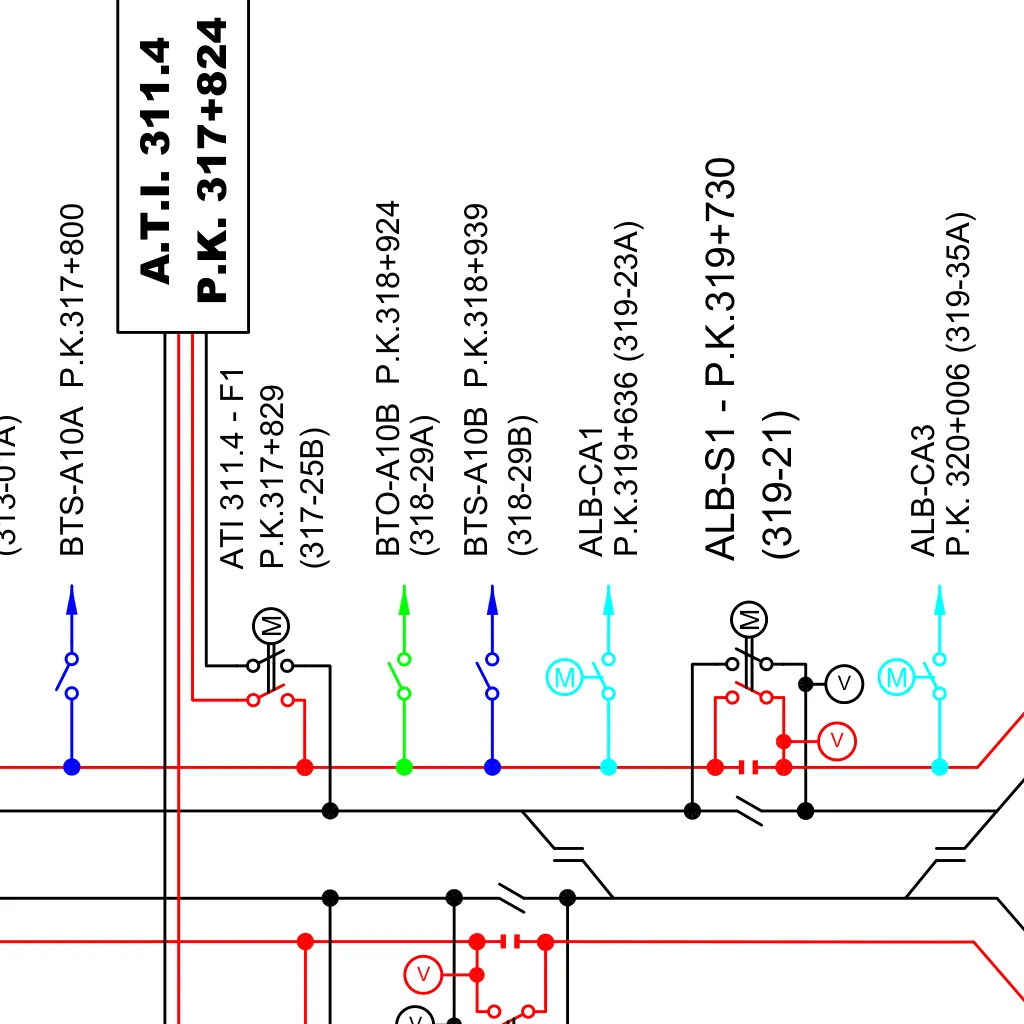 (313-01A)
BTS-A10A P.K.317+800
A.T.I. 311.4
P.K. 317+824
ATI 311.4 - F1
P.K.317+829
(317-25B)
BTO-A10B P.K.318+924
(318-29A)
BTS-A10B P.K.318+939
(318-29B)
ALB-CA1
P.K.319+636 (319-23A)
ALB-S1 - P.K.319+730
(319-21)
ALB-CA3
P.K. 320+006 (319-35A)
M
M
M
M
V
V
V
V